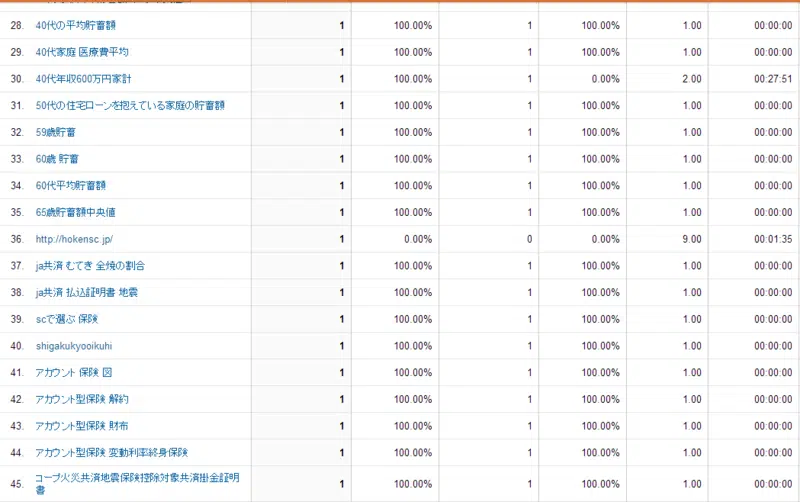 28. 40代の平均貯蓄額 1 100.00% 1 100.00% 1.00 00:00:00
29. 40代家庭 医療費平均 1 100.00% 1 100.00% 1.00 00:00:00
30. 40代年収600万円家計 1 100.00% 1 0.00% 2.00 00:27:51
31. 50代の住宅ローンを抱えている家庭の貯蓄額 1 100.00% 1 100.00% 1.00 00:00:00
32. 59歳貯蓄 1 100.00% 1 100.00% 1.00 00:00:00
33. 60歳 貯蓄 1 100.00% 1 100.00% 1.00 00:00:00
34. 60代平均貯蓄額 1 100.00% 1 100.00% 1.00 00:00:00
35. 65歳貯蓄額中央値 1 100.00% 1 100.00% 1.00 00:00:00
36. http://hokensc.jp/ 1 0.00% 0 0.00% 9.00 00:01:35
37. ja共済 むてき 全焼の割合 1 100.00% 1 100.00% 1.00 00:00:00
38. ja共済 払込証明書 地震 1 100.00% 1 100.00% 1.00 00:00:00
39. scで選ぶ 保険 1 100.00% 1 100.00% 1.00 00:00:00
40. shigakukyooikuhi 1 100.00% 1 100.00% 1.00 00:00:00
41. アカウント 保険 図 1 100.00% 1 100.00% 1.00 00:00:00
42. アカウント型保険 解約 1 100.00% 1 100.00% 1.00 00:00:00
43. アカウント型保険 財布 1 100.00% 1 100.00% 1.00 00:00:00
44. アカウント型保険 変動利率終身保険 1 100.00% 1 100.00% 1.00 00:00:00
45. コープ火災共済地震保険控除対象共済掛金証明
書 1 100.00% 1 100.00% 1.00 00:00:00